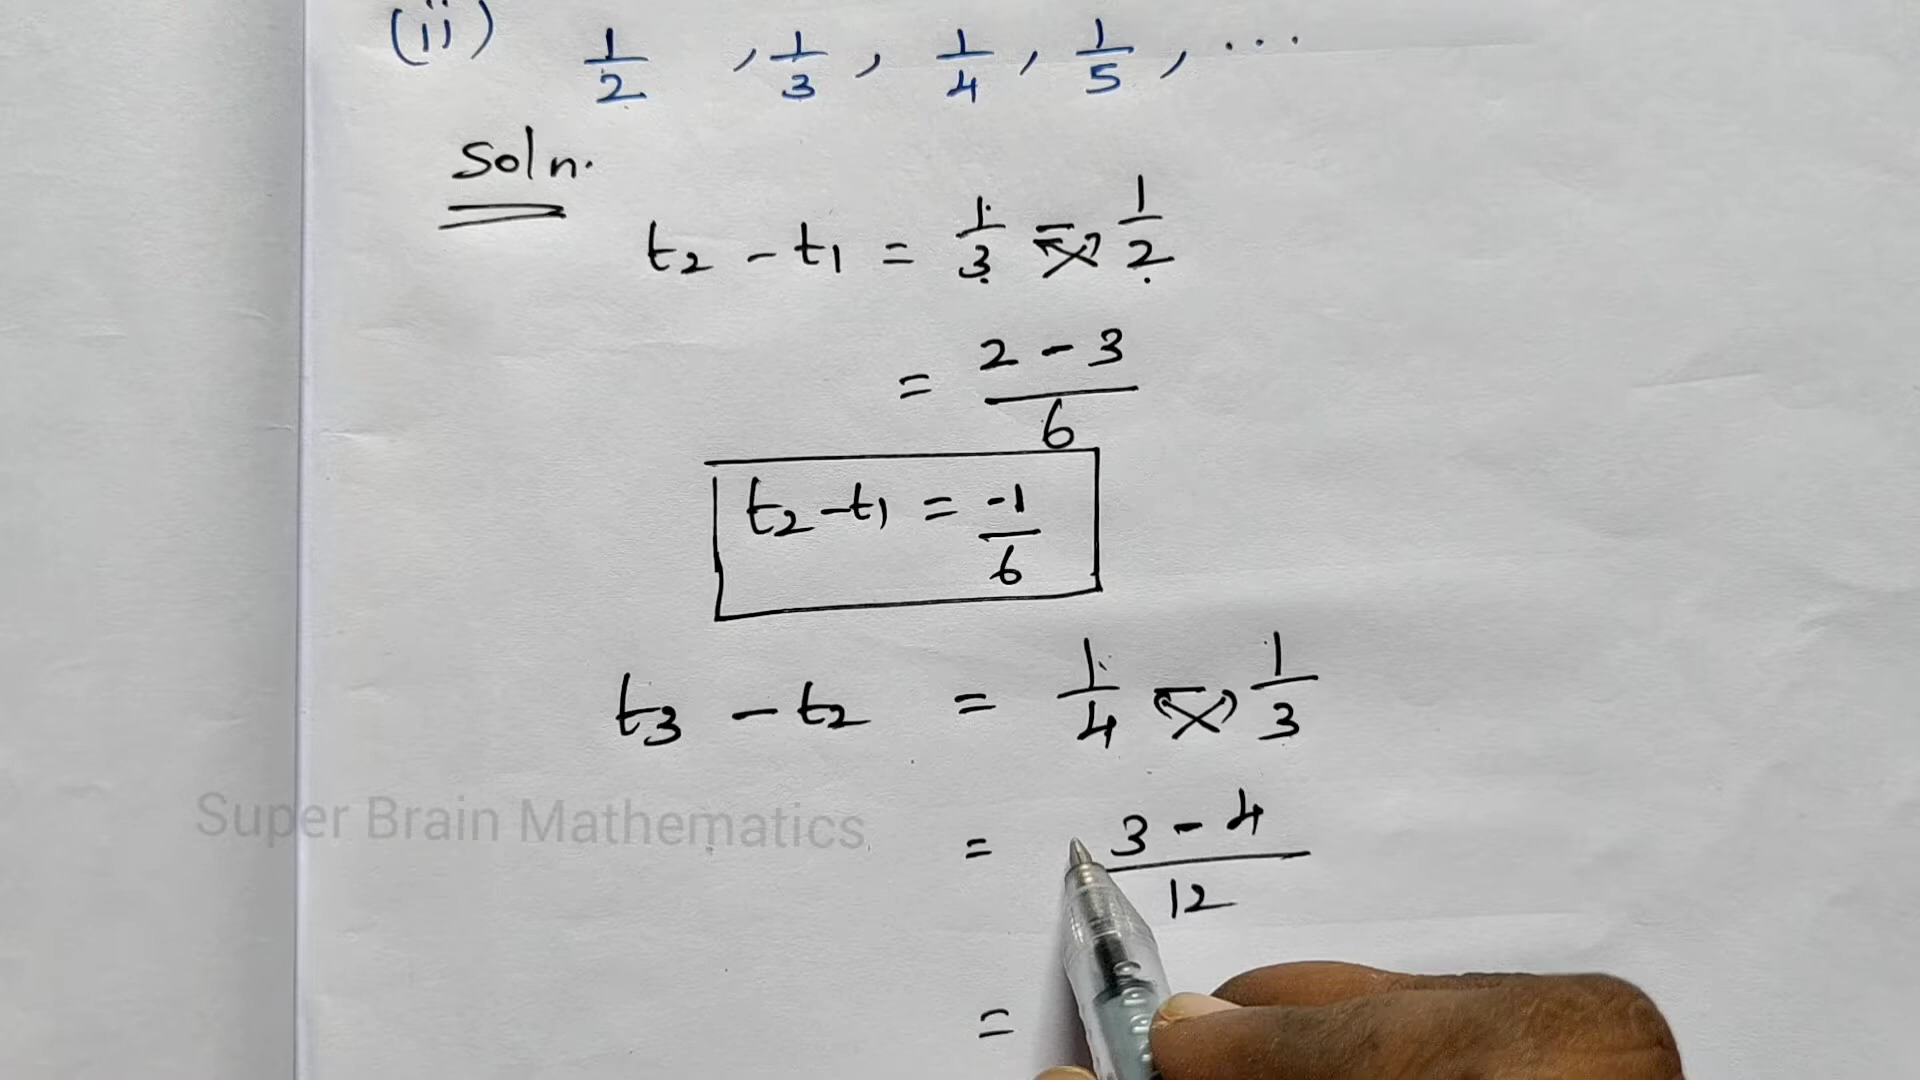 (ii) 1/2 , 1/3 , 1/4 , 1/5 , ...
Soln.
t₂ - t₁ = 1/3 - 1/2
= 2 - 3 / 6
t₂ - t₁ = -1/6
t₃ - t₂ = 1/4 - 1/3
= 3 - 4 / 12
=
Super Brain Mathematics